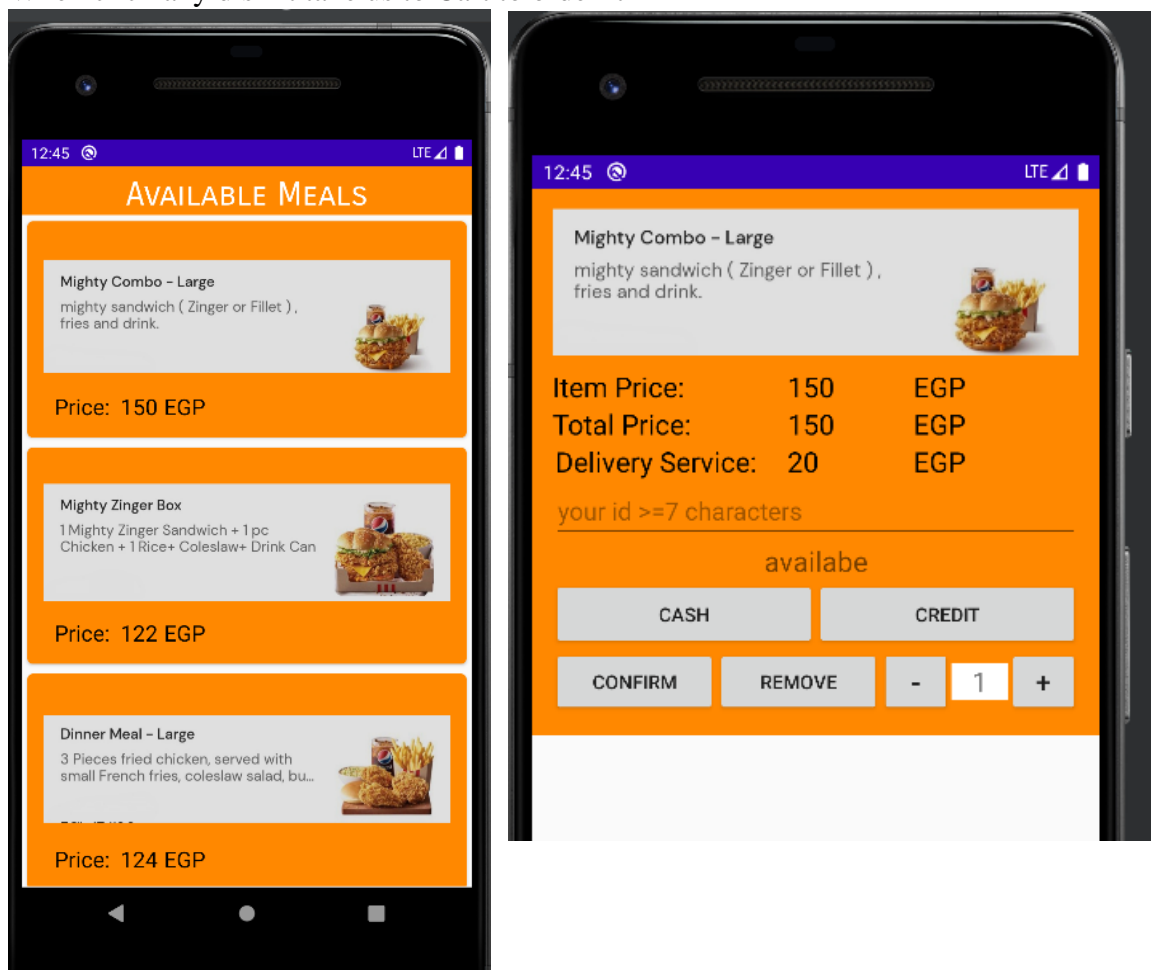 12:45 LTE
AVAILABLE MEALS
Mighty Combo - Large
mighty sandwich ( Zinger or Fillet ) ,
fries and drink.
Price: 150 EGP
Mighty Zinger Box
1 Mighty Zinger Sandwich + 1 pc
Chicken + 1 Rice+ Coleslaw+ Drink Can
Price: 122 EGP
Dinner Meal - Large
3 Pieces fried chicken, served with
small French fries, coleslaw salad, bu...
Price: 124 EGP
12:45 LTE
Mighty Combo - Large
mighty sandwich ( Zinger or Fillet ) ,
fries and drink.
Item Price: 150 EGP
Total Price: 150 EGP
Delivery Service: 20 EGP
your id >=7 characters
availabe
CASH CREDIT
CONFIRM REMOVE - 1 +